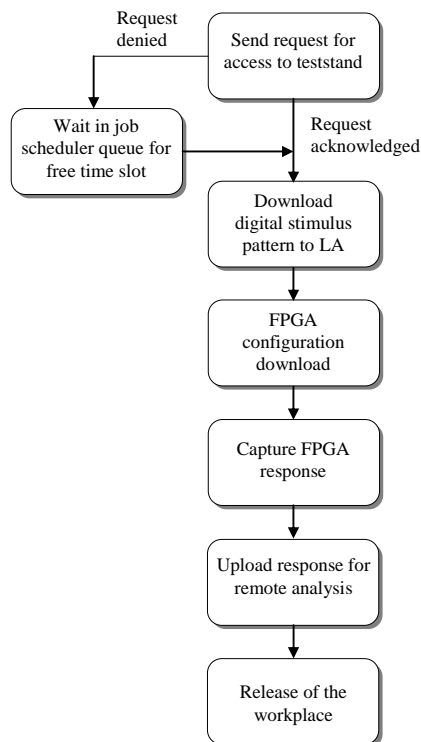 Request
denied
Send request for
access to teststand
Wait in job
scheduler queue for
free time slot
Request
acknowledged
Download
digital stimulus
pattern to LA
FPGA
configuration
download
Capture FPGA
response
Upload response for
remote analysis
Release of the
workplace